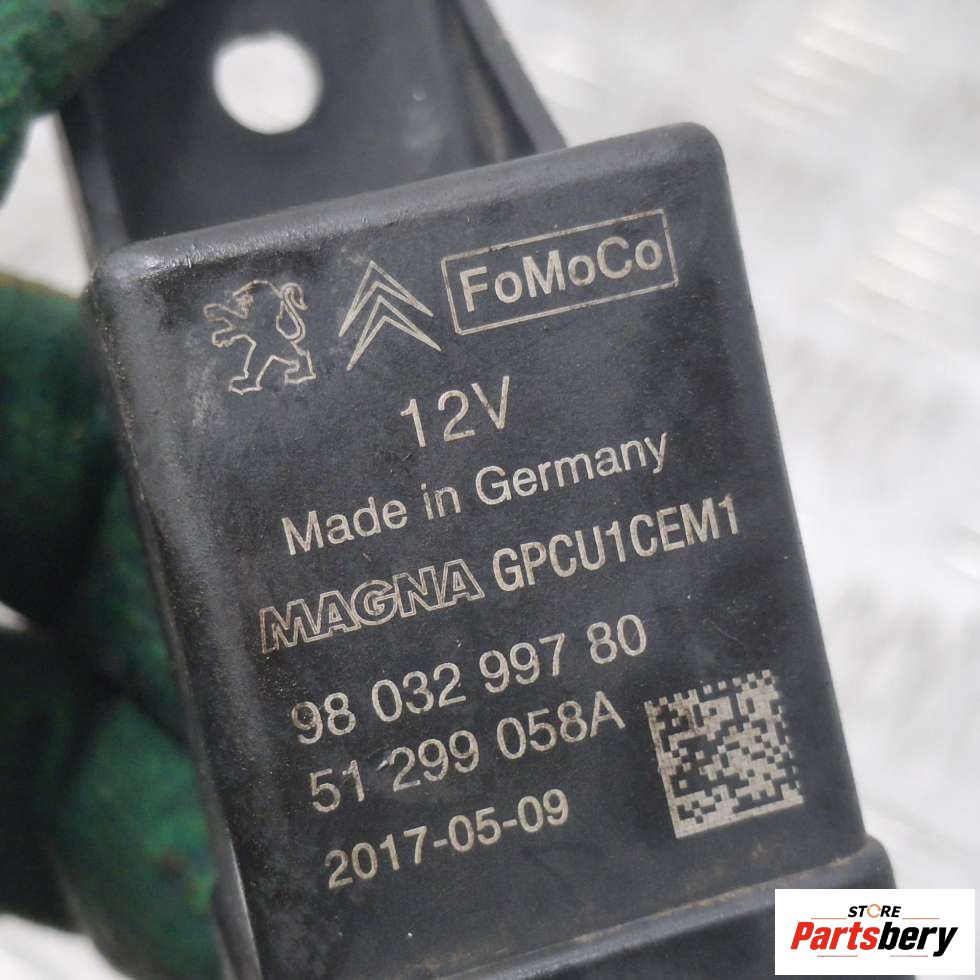 FoMoCo
12V
Made in Germany
MAGNA GPCU1CEM1
98 032 997 80
51 299 058A
2017-05-09
STORE
Partsbery